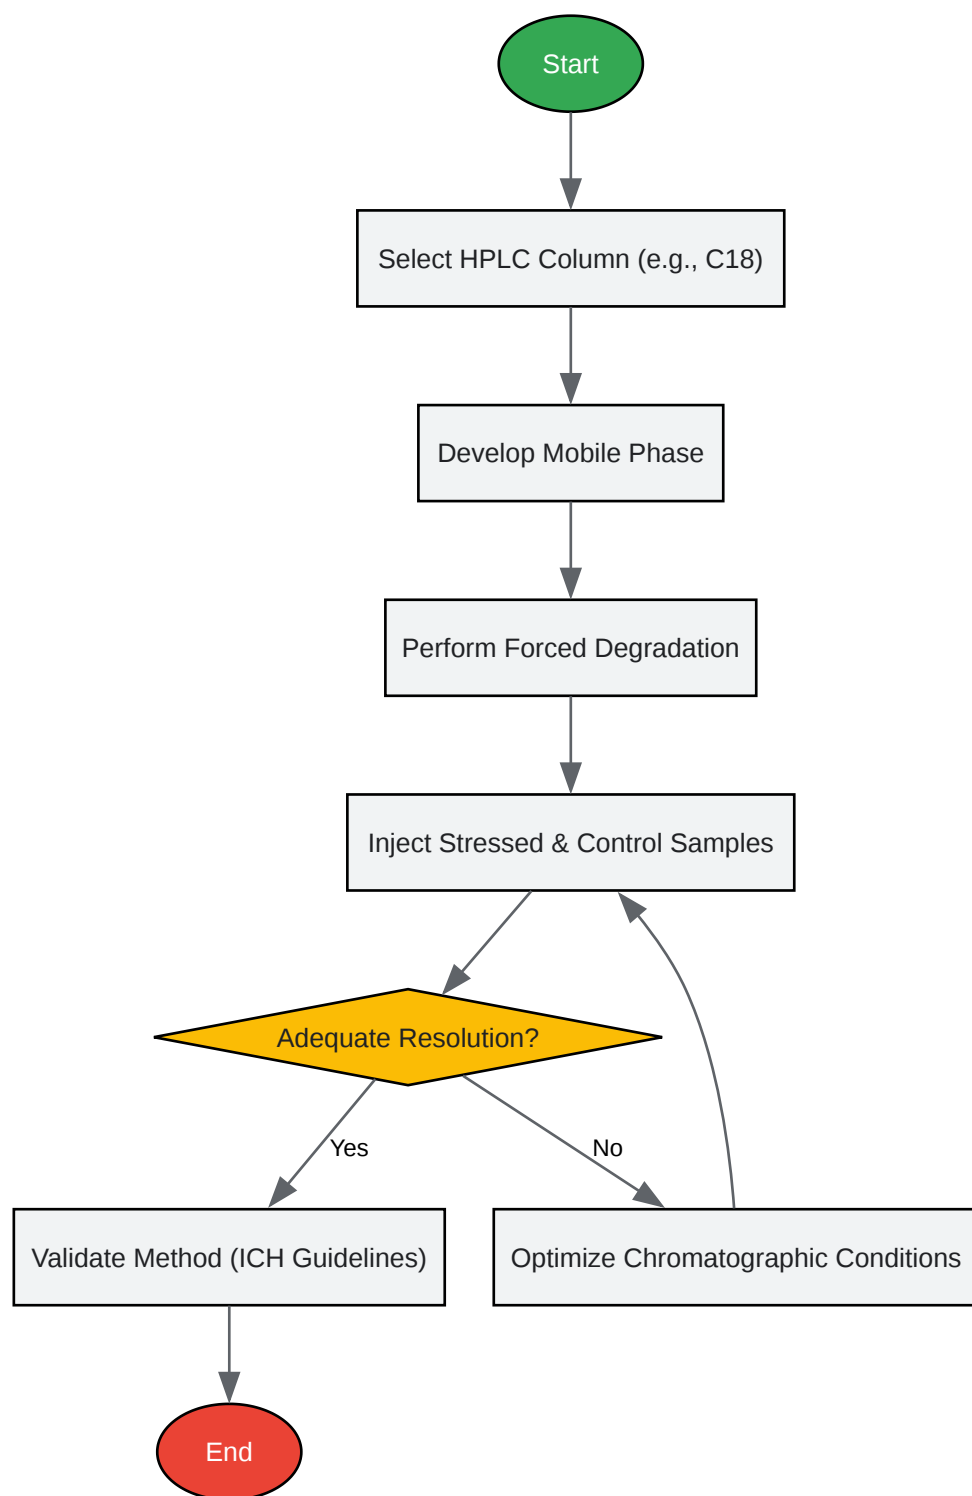 Start
Select HPLC Column (e.g., C18)
Develop Mobile Phase
Perform Forced Degradation
Inject Stressed & Control Samples
Adequate Resolution?
Yes
No
Validate Method (ICH Guidelines)
Optimize Chromatographic Conditions
End